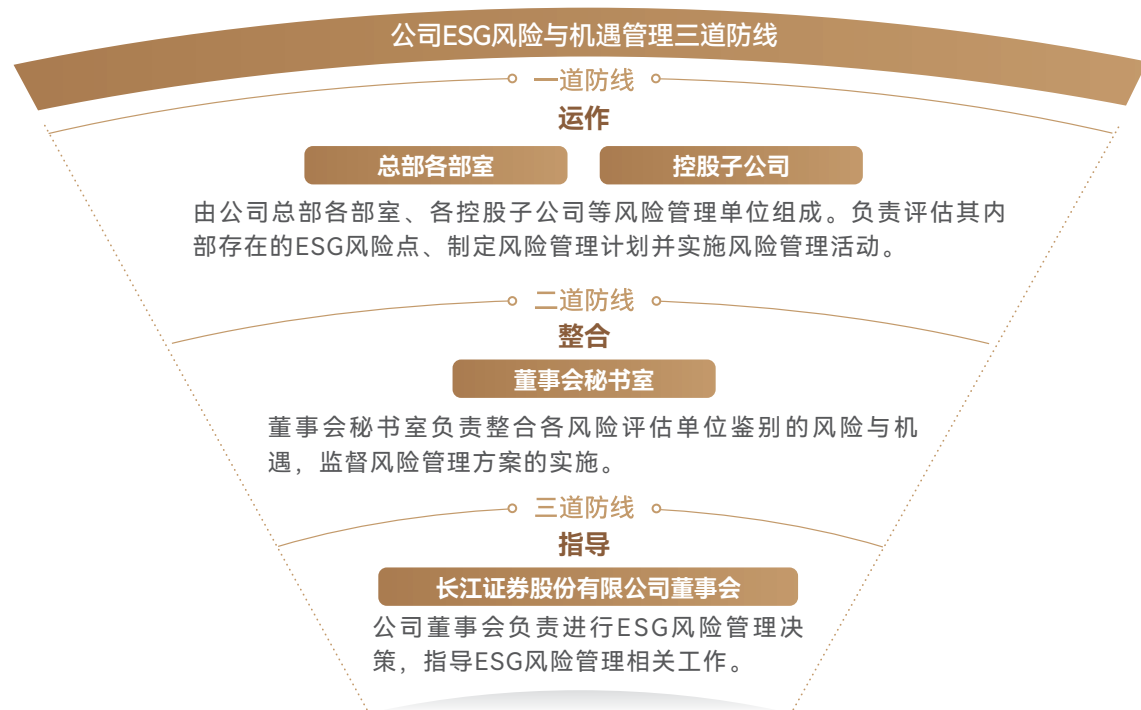 公司ESG风险与机遇管理三道防线
一道防线
运作
总部各部室
控股子公司
由公司总部各部室、各控股子公司等风险管理单位组成。负责评估其内
部存在的ESG风险点、制定风险管理计划并实施风险管理活动。
二道防线
整合
董事会秘书室
董事会秘书室负责整合各风险评估单位鉴别的风险与机
遇，监督风险管理方案的实施。
三道防线
指导
长江证券股份有限公司董事会
公司董事会负责进行ESG风险管理决
策，指导ESG风险管理相关工作。